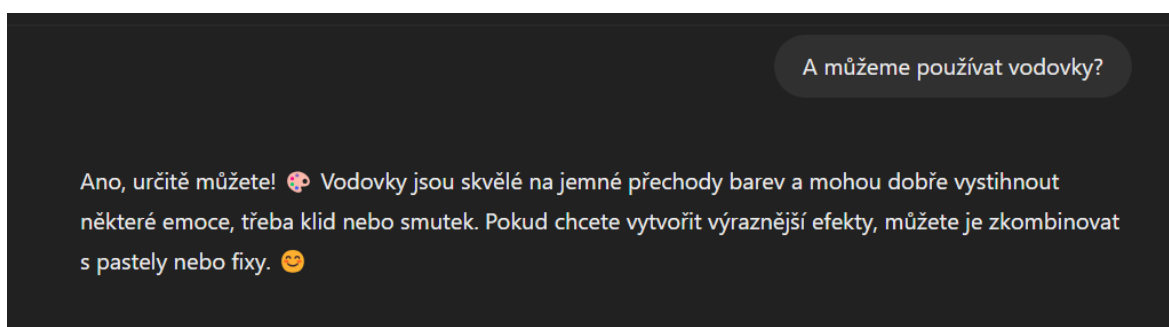 A můžeme používat vodovky?
Ano, určitě můžete! 🎨 Vodovky jsou skvělé na jemné přechody barev a mohou dobře vystihnout
některé emoce, třeba klid nebo smutek. Pokud chcete vytvořit výraznější efekty, můžete je zkombinovat
s pastely nebo fixy. 😊